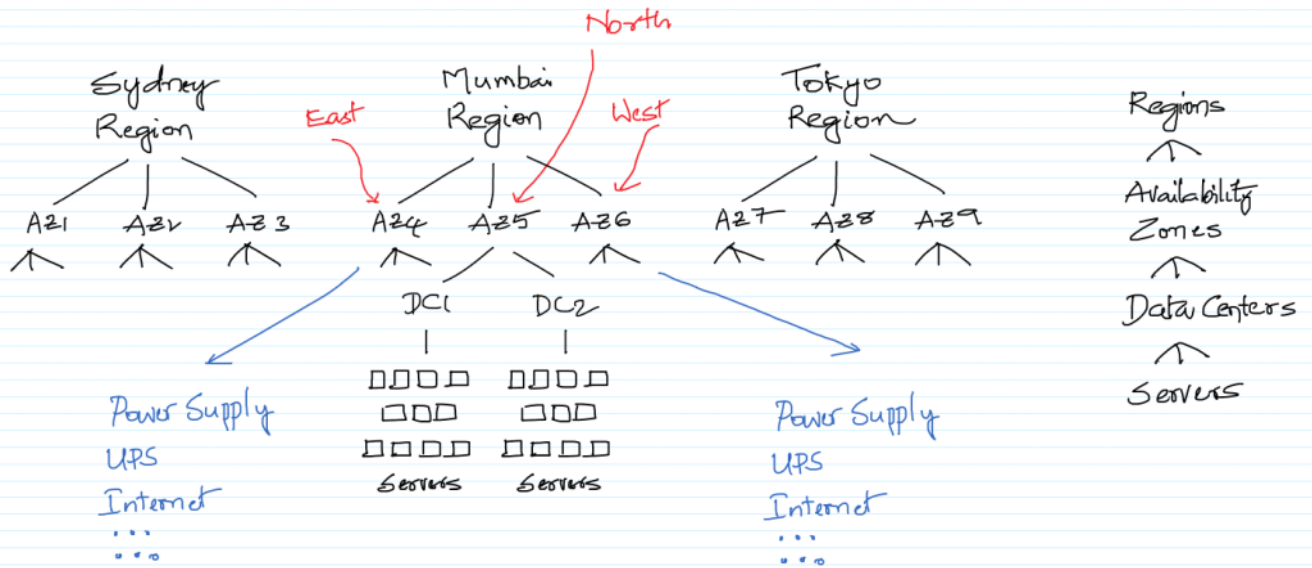 North
Sydney
Region
East
Mumbai
Region
West
Tokyo
Region
AZ1 AZ2 AZ3
AZ4 AZ5 AZ6
AZ7 AZ8 AZ9
DC1 DC2
Servers Servers
Power Supply
UPS
Internet
...
...
Power Supply
UPS
Internet
...
...
Regions
Availability
Zones
Data Centers
Servers